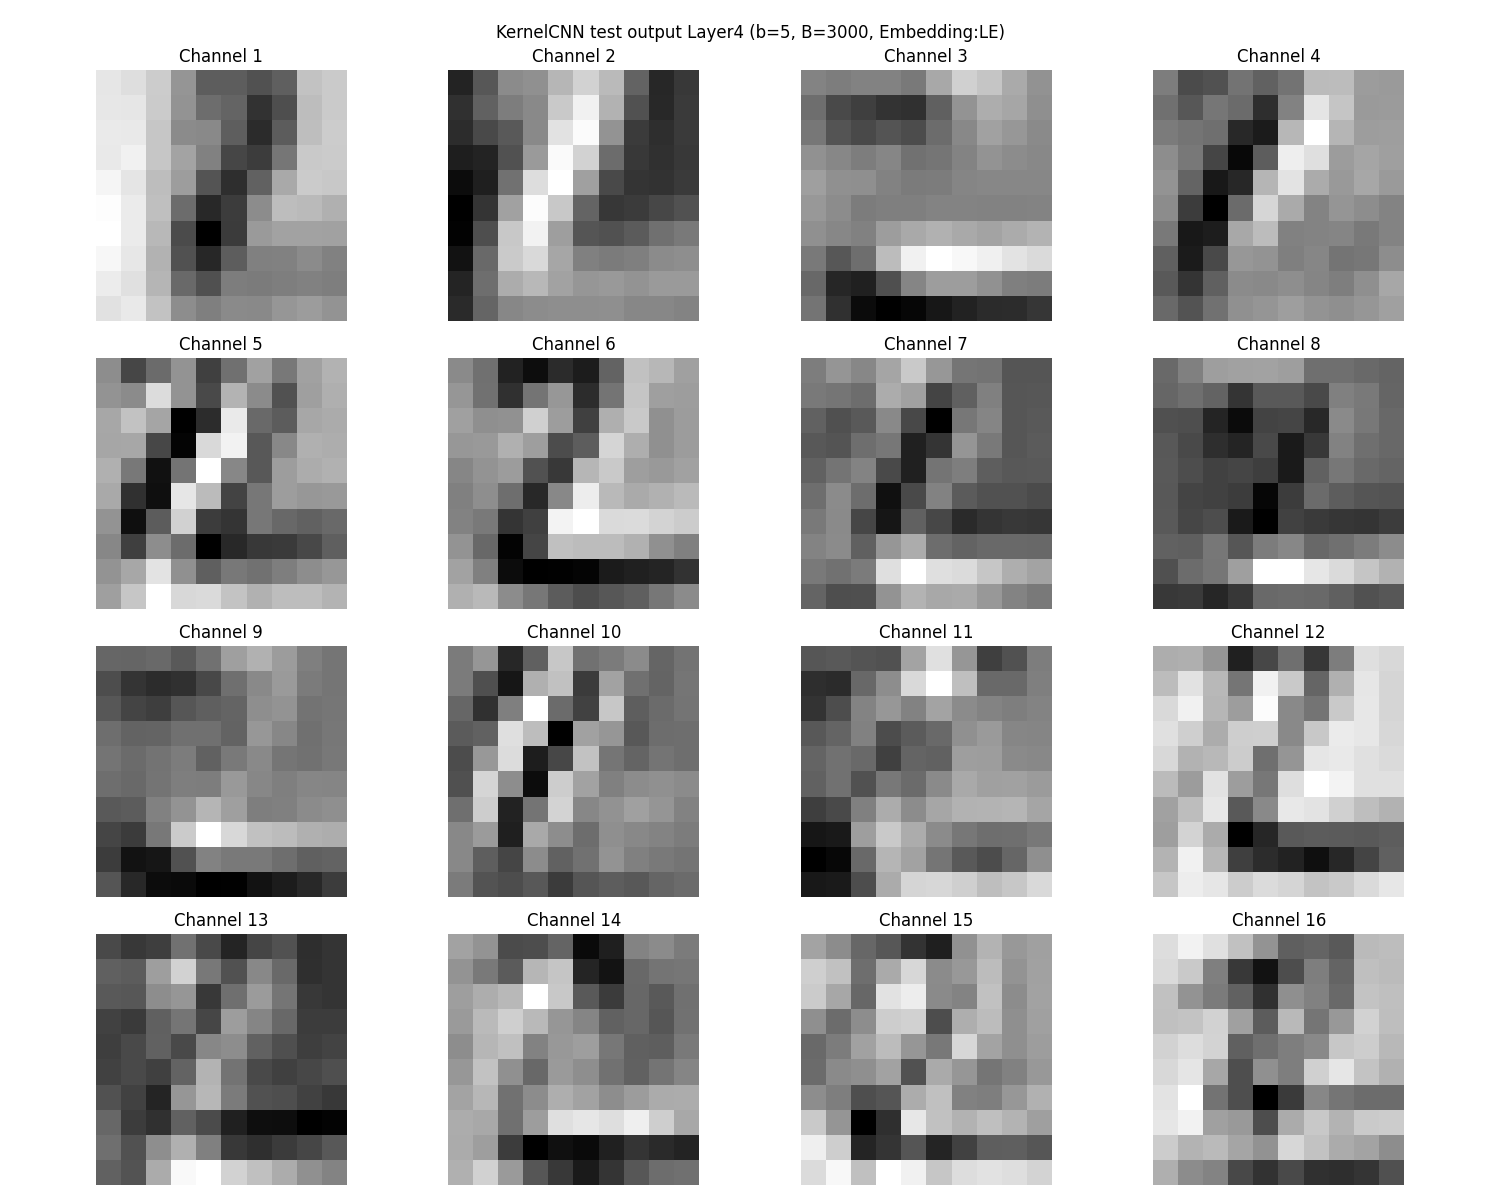 KernelCNN test output Layer4 (b=5, B=3000, Embedding:LE)
Channel 1 Channel 2 Channel 3 Channel 4
Channel 5 Channel 6 Channel 7 Channel 8
Channel 9 Channel 10 Channel 11 Channel 12
Channel 13 Channel 14 Channel 15 Channel 16